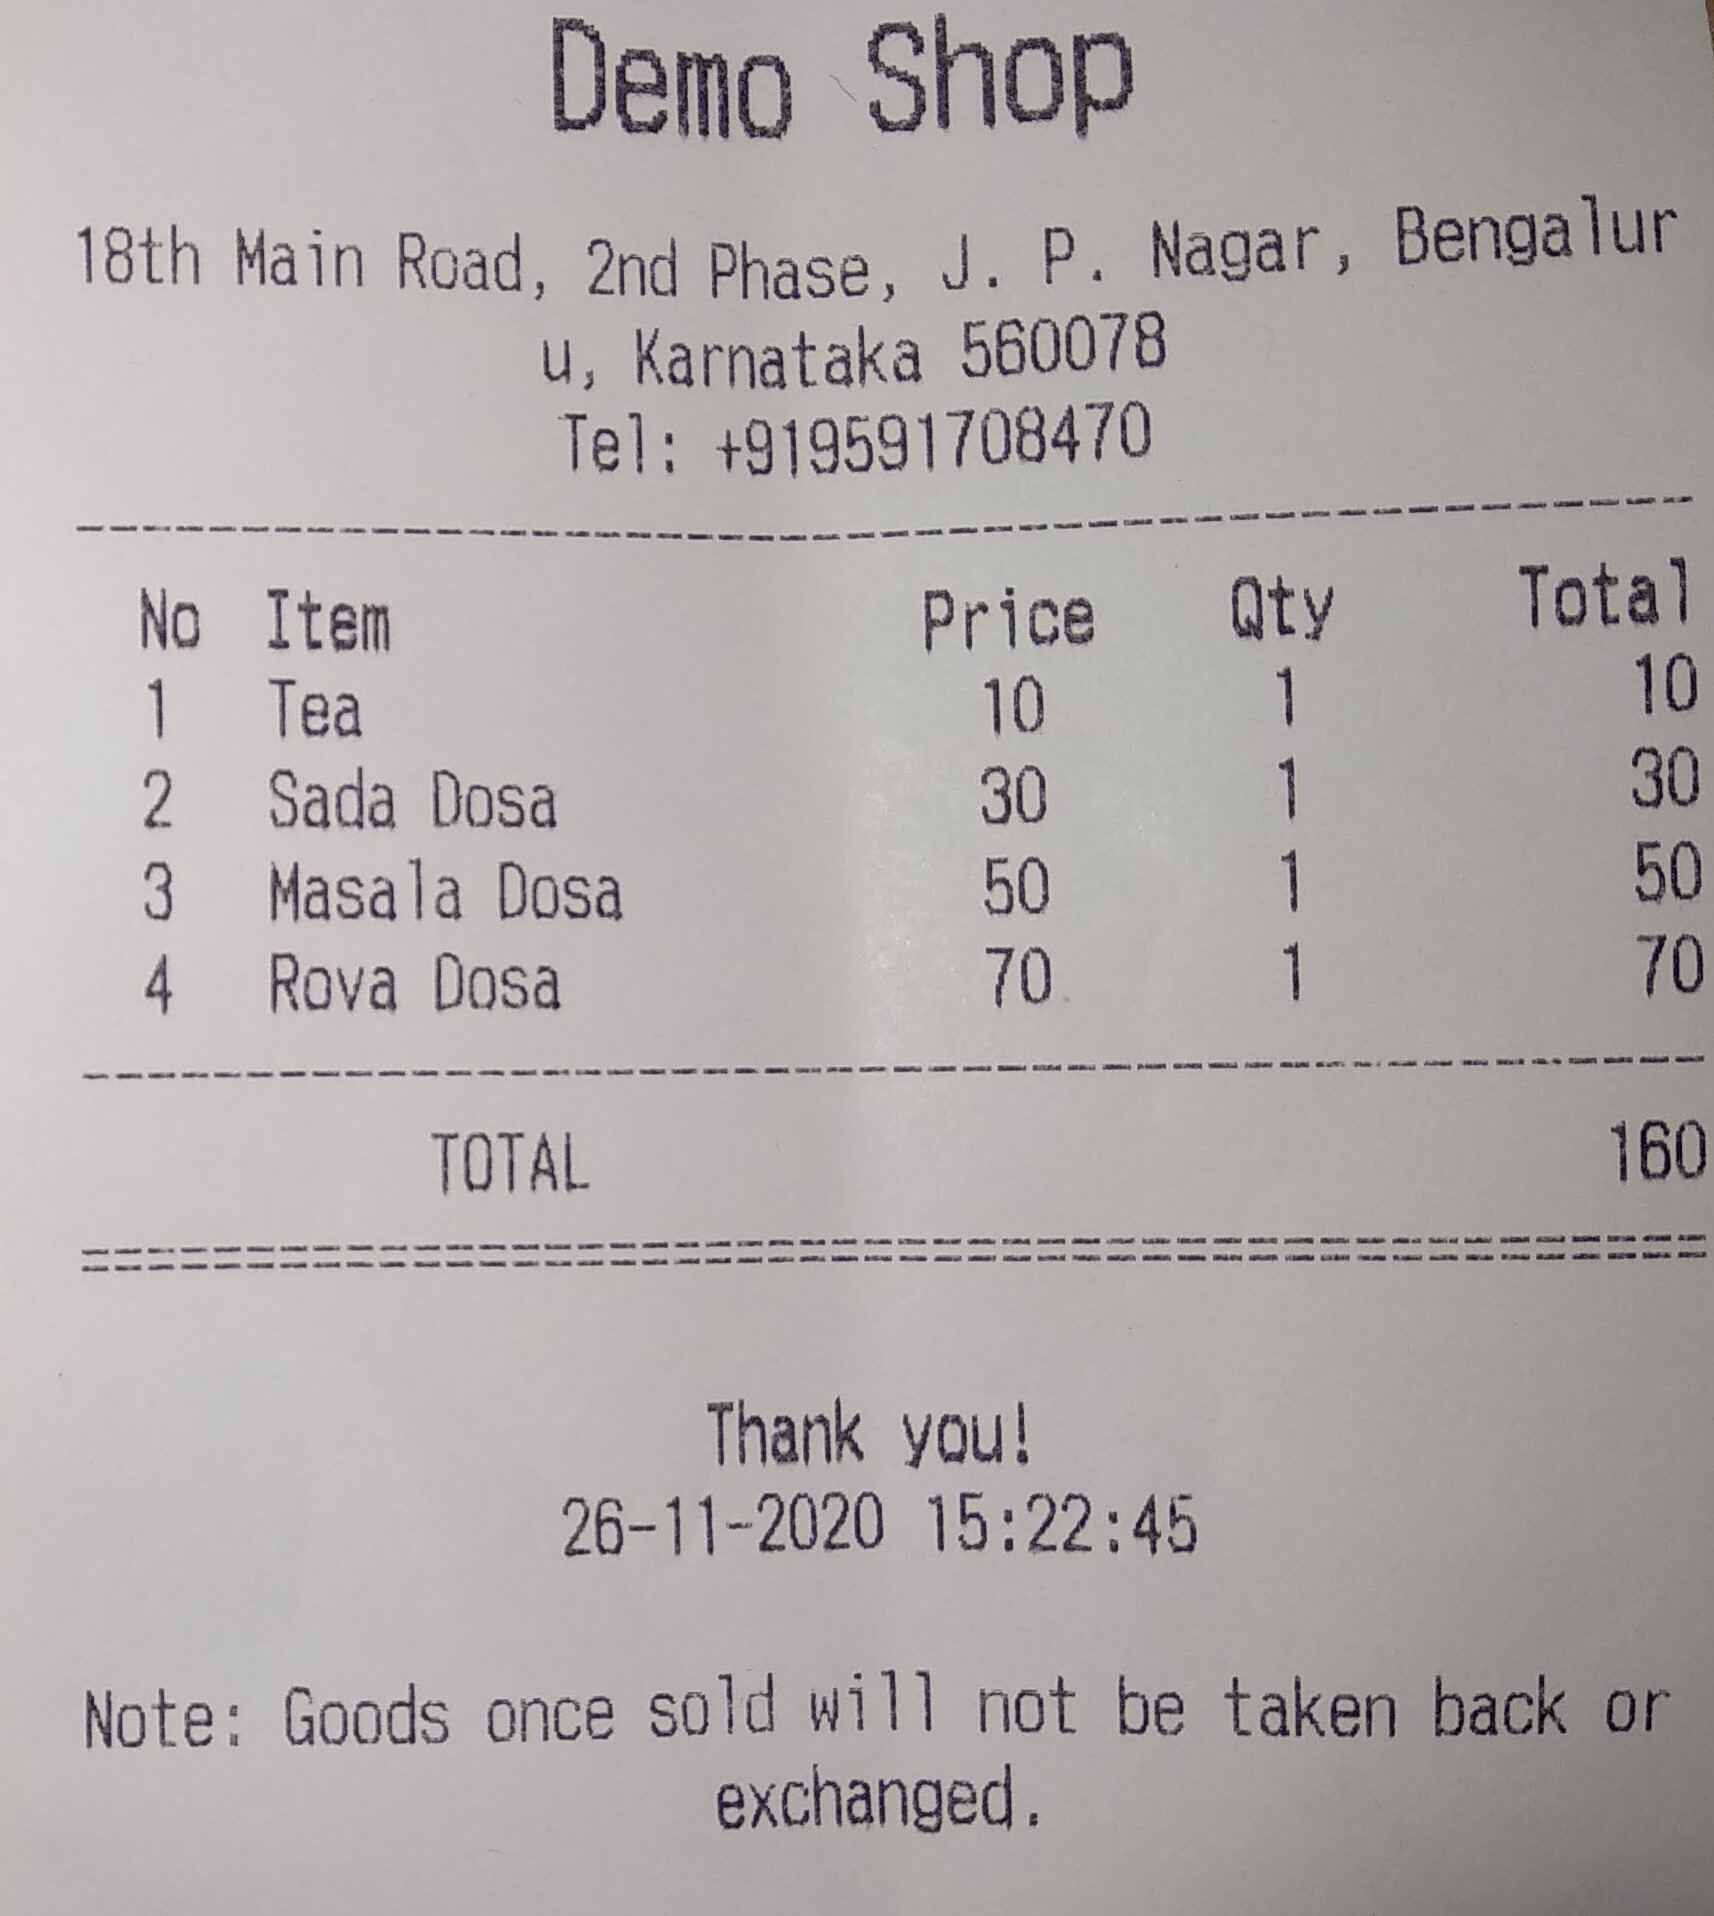 Demo Shop
18th Main Road, 2nd Phase, J. P. Nagar, Bengalur
u, Karnataka 560078
Tel: +919591708470
No Item Price Qty Total
1 Tea 10 1 10
2 Sada Dosa 30 1 30
3 Masala Dosa 50 1 50
4 Rova Dosa 70 1 70
TOTAL 160
Thank you!
26-11-2020 15:22:45
Note: Goods once sold will not be taken back or
exchanged.